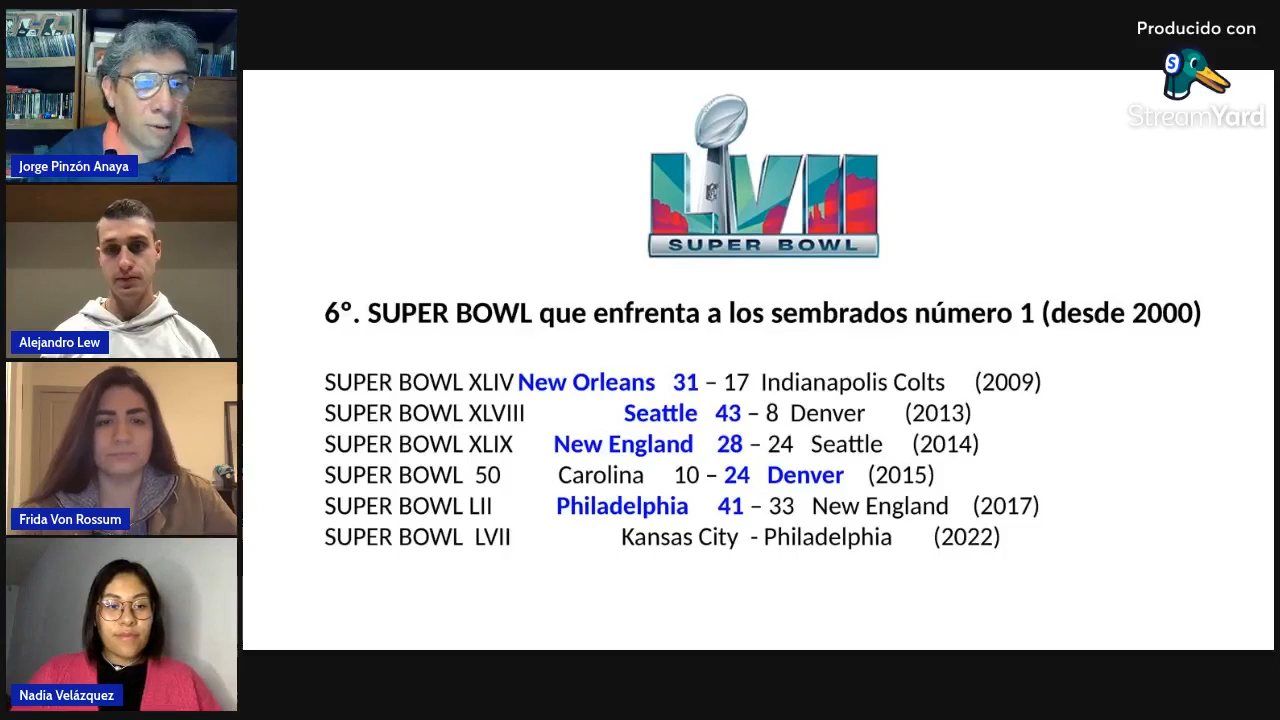 Producido con
StreamYard
Jorge Pinzón Anaya
Alejandro Lew
Frida Von Rossum
Nadia Velázquez
LVII
SUPER BOWL
6º. SUPER BOWL que enfrenta a los sembrados número 1 (desde 2000)
SUPER BOWL XLIV New Orleans 31 – 17 Indianapolis Colts (2009)
SUPER BOWL XLVIII Seattle 43 – 8 Denver (2013)
SUPER BOWL XLIX New England 28 – 24 Seattle (2014)
SUPER BOWL 50 Carolina 10 – 24 Denver (2015)
SUPER BOWL LII Philadelphia 41 – 33 New England (2017)
SUPER BOWL LVII Kansas City - Philadelphia (2022)